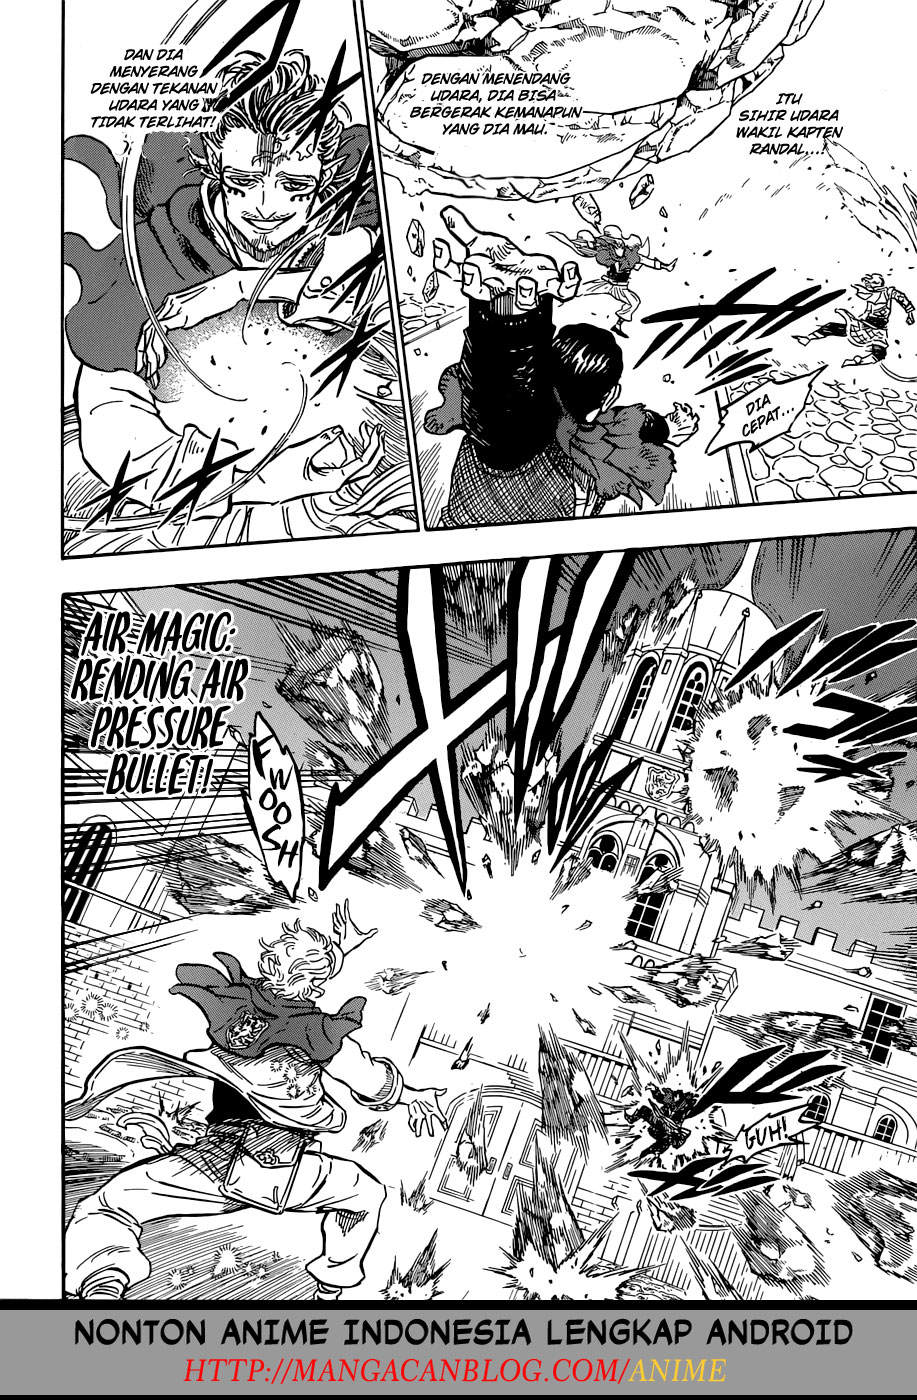 ITU
SIHIR UDARA
WAKIL KAPTEN
RANDAL...!
DENGAN MENENDANG
UDARA, DIA BISA
BERGERAK KEMANAPUN
YANG DIA MAU.
FWSH
DIA
CEPAT...
DAN DIA
MENYERANG
DENGAN TEKANAN
UDARA YANG
TIDAK TERLIHAT!
AIR MAGIC:
RENDING AIR
PRESSURE
BULLET!
FWOOSH
GUH!
NONTON ANIME INDONESIA LENGKAP ANDROID
HTTP://MANGACANBLOG.COM/ANIME